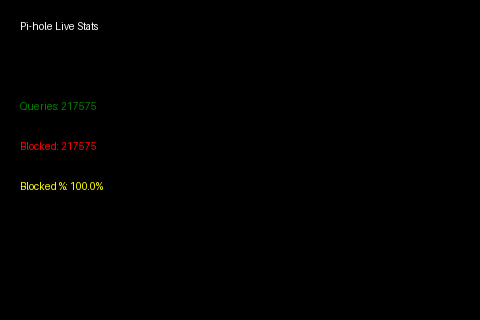 Pi-hole Live Stats
Queries: 217575
Blocked: 217575
Blocked %: 100.0%